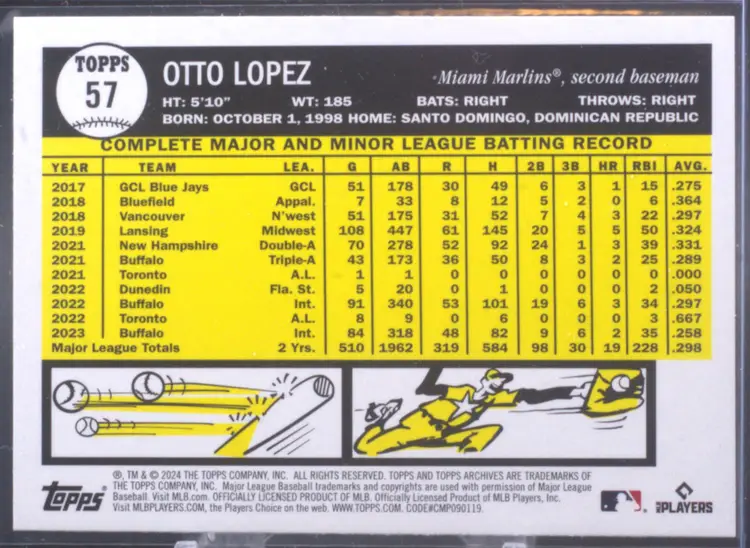 TOPPS
57
OTTO LOPEZ
Miami Marlins®, second baseman
HT: 5'10" WT: 185 BATS: RIGHT THROWS: RIGHT
BORN: OCTOBER 1, 1998 HOME: SANTO DOMINGO, DOMINICAN REPUBLIC
COMPLETE MAJOR AND MINOR LEAGUE BATTING RECORD
YEAR TEAM LEA. G AB R H 2B 3B HR RBI AVG.
2017 GCL Blue Jays GCL 51 178 30 49 6 3 1 15 .275
2018 Bluefield Appal. 7 33 8 12 5 2 0 6 .364
2018 Vancouver N'west 51 175 31 52 7 4 3 22 .297
2019 Lansing Midwest 108 447 61 145 20 5 5 50 .324
2021 New Hampshire Double-A 70 278 52 92 24 1 3 39 .331
2021 Buffalo Triple-A 43 173 36 50 8 3 2 25 .289
2021 Toronto A.L. 1 1 0 0 0 0 0 0 .000
2022 Dunedin Fla. St. 5 20 0 1 0 0 0 2 .050
2022 Buffalo Int. 91 340 53 101 19 6 3 34 .297
2022 Toronto A.L. 8 9 0 6 0 0 0 3 .667
2023 Buffalo Int. 84 318 48 82 9 6 2 35 .258
Major League Totals 2 Yrs. 510 1962 319 584 98 30 19 228 .298
®, TM & © 2024 THE TOPPS COMPANY, INC. ALL RIGHTS RESERVED. TOPPS AND TOPPS ARCHIVES ARE TRADEMARKS OF
THE TOPPS COMPANY, INC. Major League Baseball trademarks and copyrights are used with permission of Major League
Baseball. Visit MLB.com. OFFICIALLY LICENSED PRODUCT OF MLB. Officially Licensed Product of MLB Players, Inc.
Visit MLBPLAYERS.COM, the Players Choice on the web. WWW.TOPPS.COM. CODE#CMP090119.
Topps
MLB PLAYERS